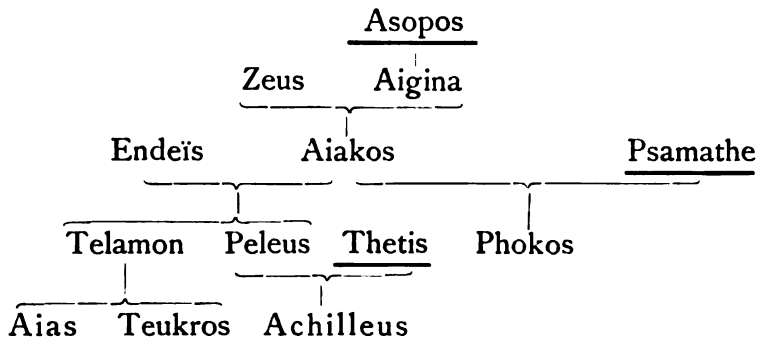 Asopos
Zeus Aigina
Endeïs Aiakos Psamathe
Telamon Peleus Thetis Phokos
Aias Teukros Achilleus